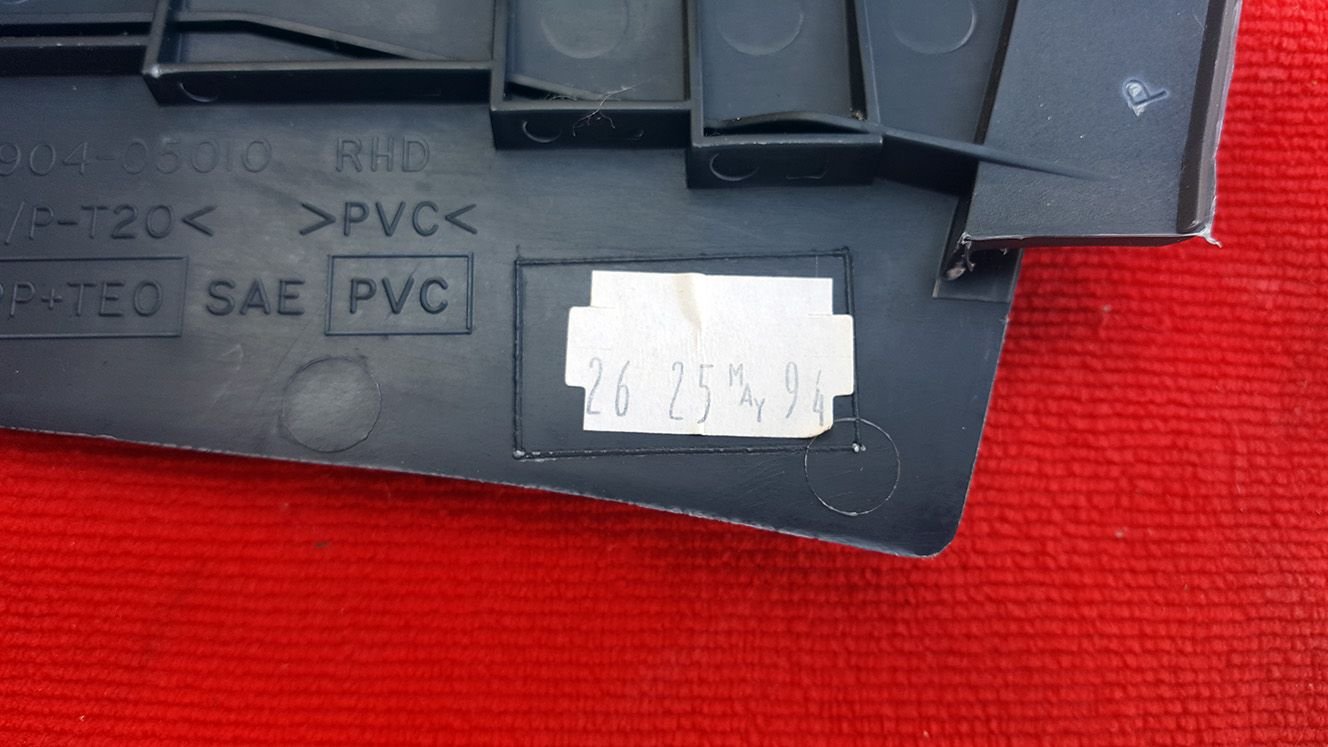 904-05010 RHD
/P-T20< >PVC<
PP+TEO SAE PVC
26 25 MAY 94
P